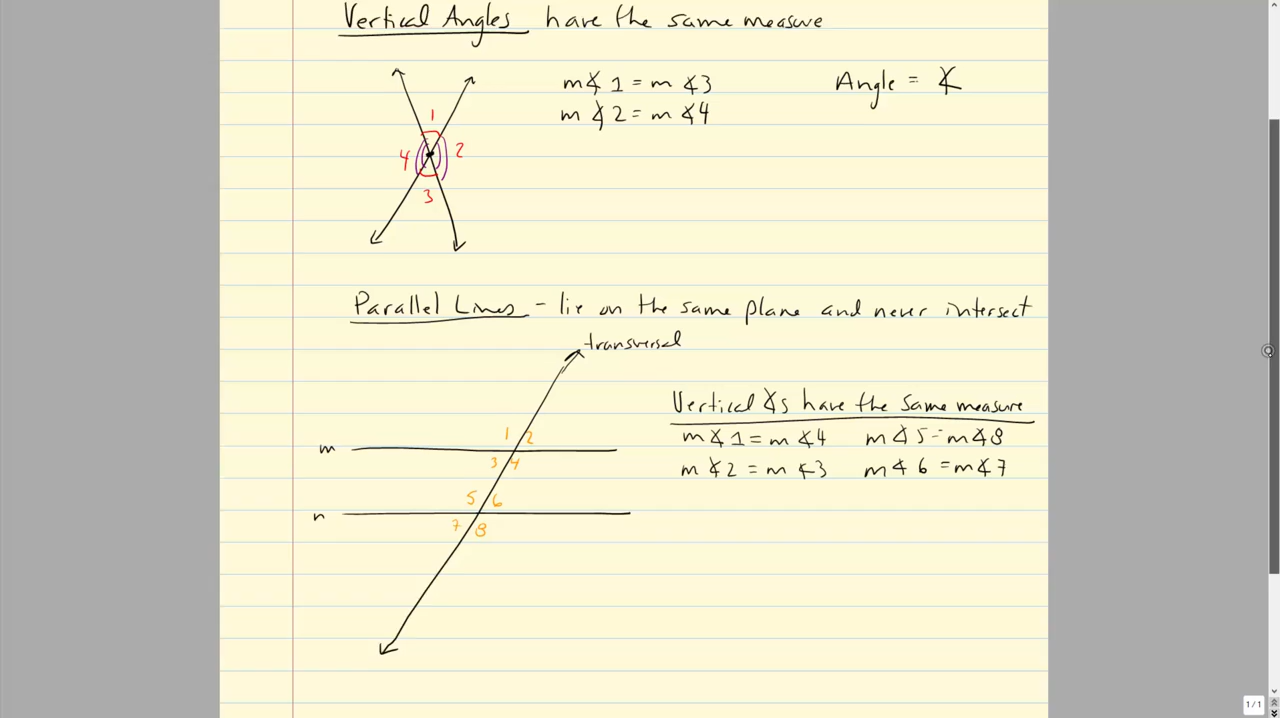 Vertical Angles have the same measure
m∡1 = m∡3
Angle = ∡
m∡2 = m∡4
1
4
2
3
Parallel Lines - lie on the same plane and never intersect
transversal
Vertical ∡s have the same measure
m∡1 = m∡4 m∡5 = m∡8
m∡2 = m∡3 m∡6 = m∡7
m
1 2
3 4
5 6
n
7 8
1/1